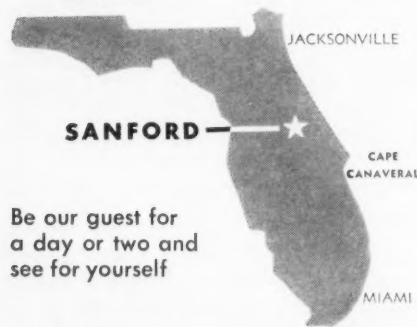 JACKSONVILLE
SANFORD
CAPE
CANAVERAL
Be our guest for
a day or two and
see for yourself
MIAMI